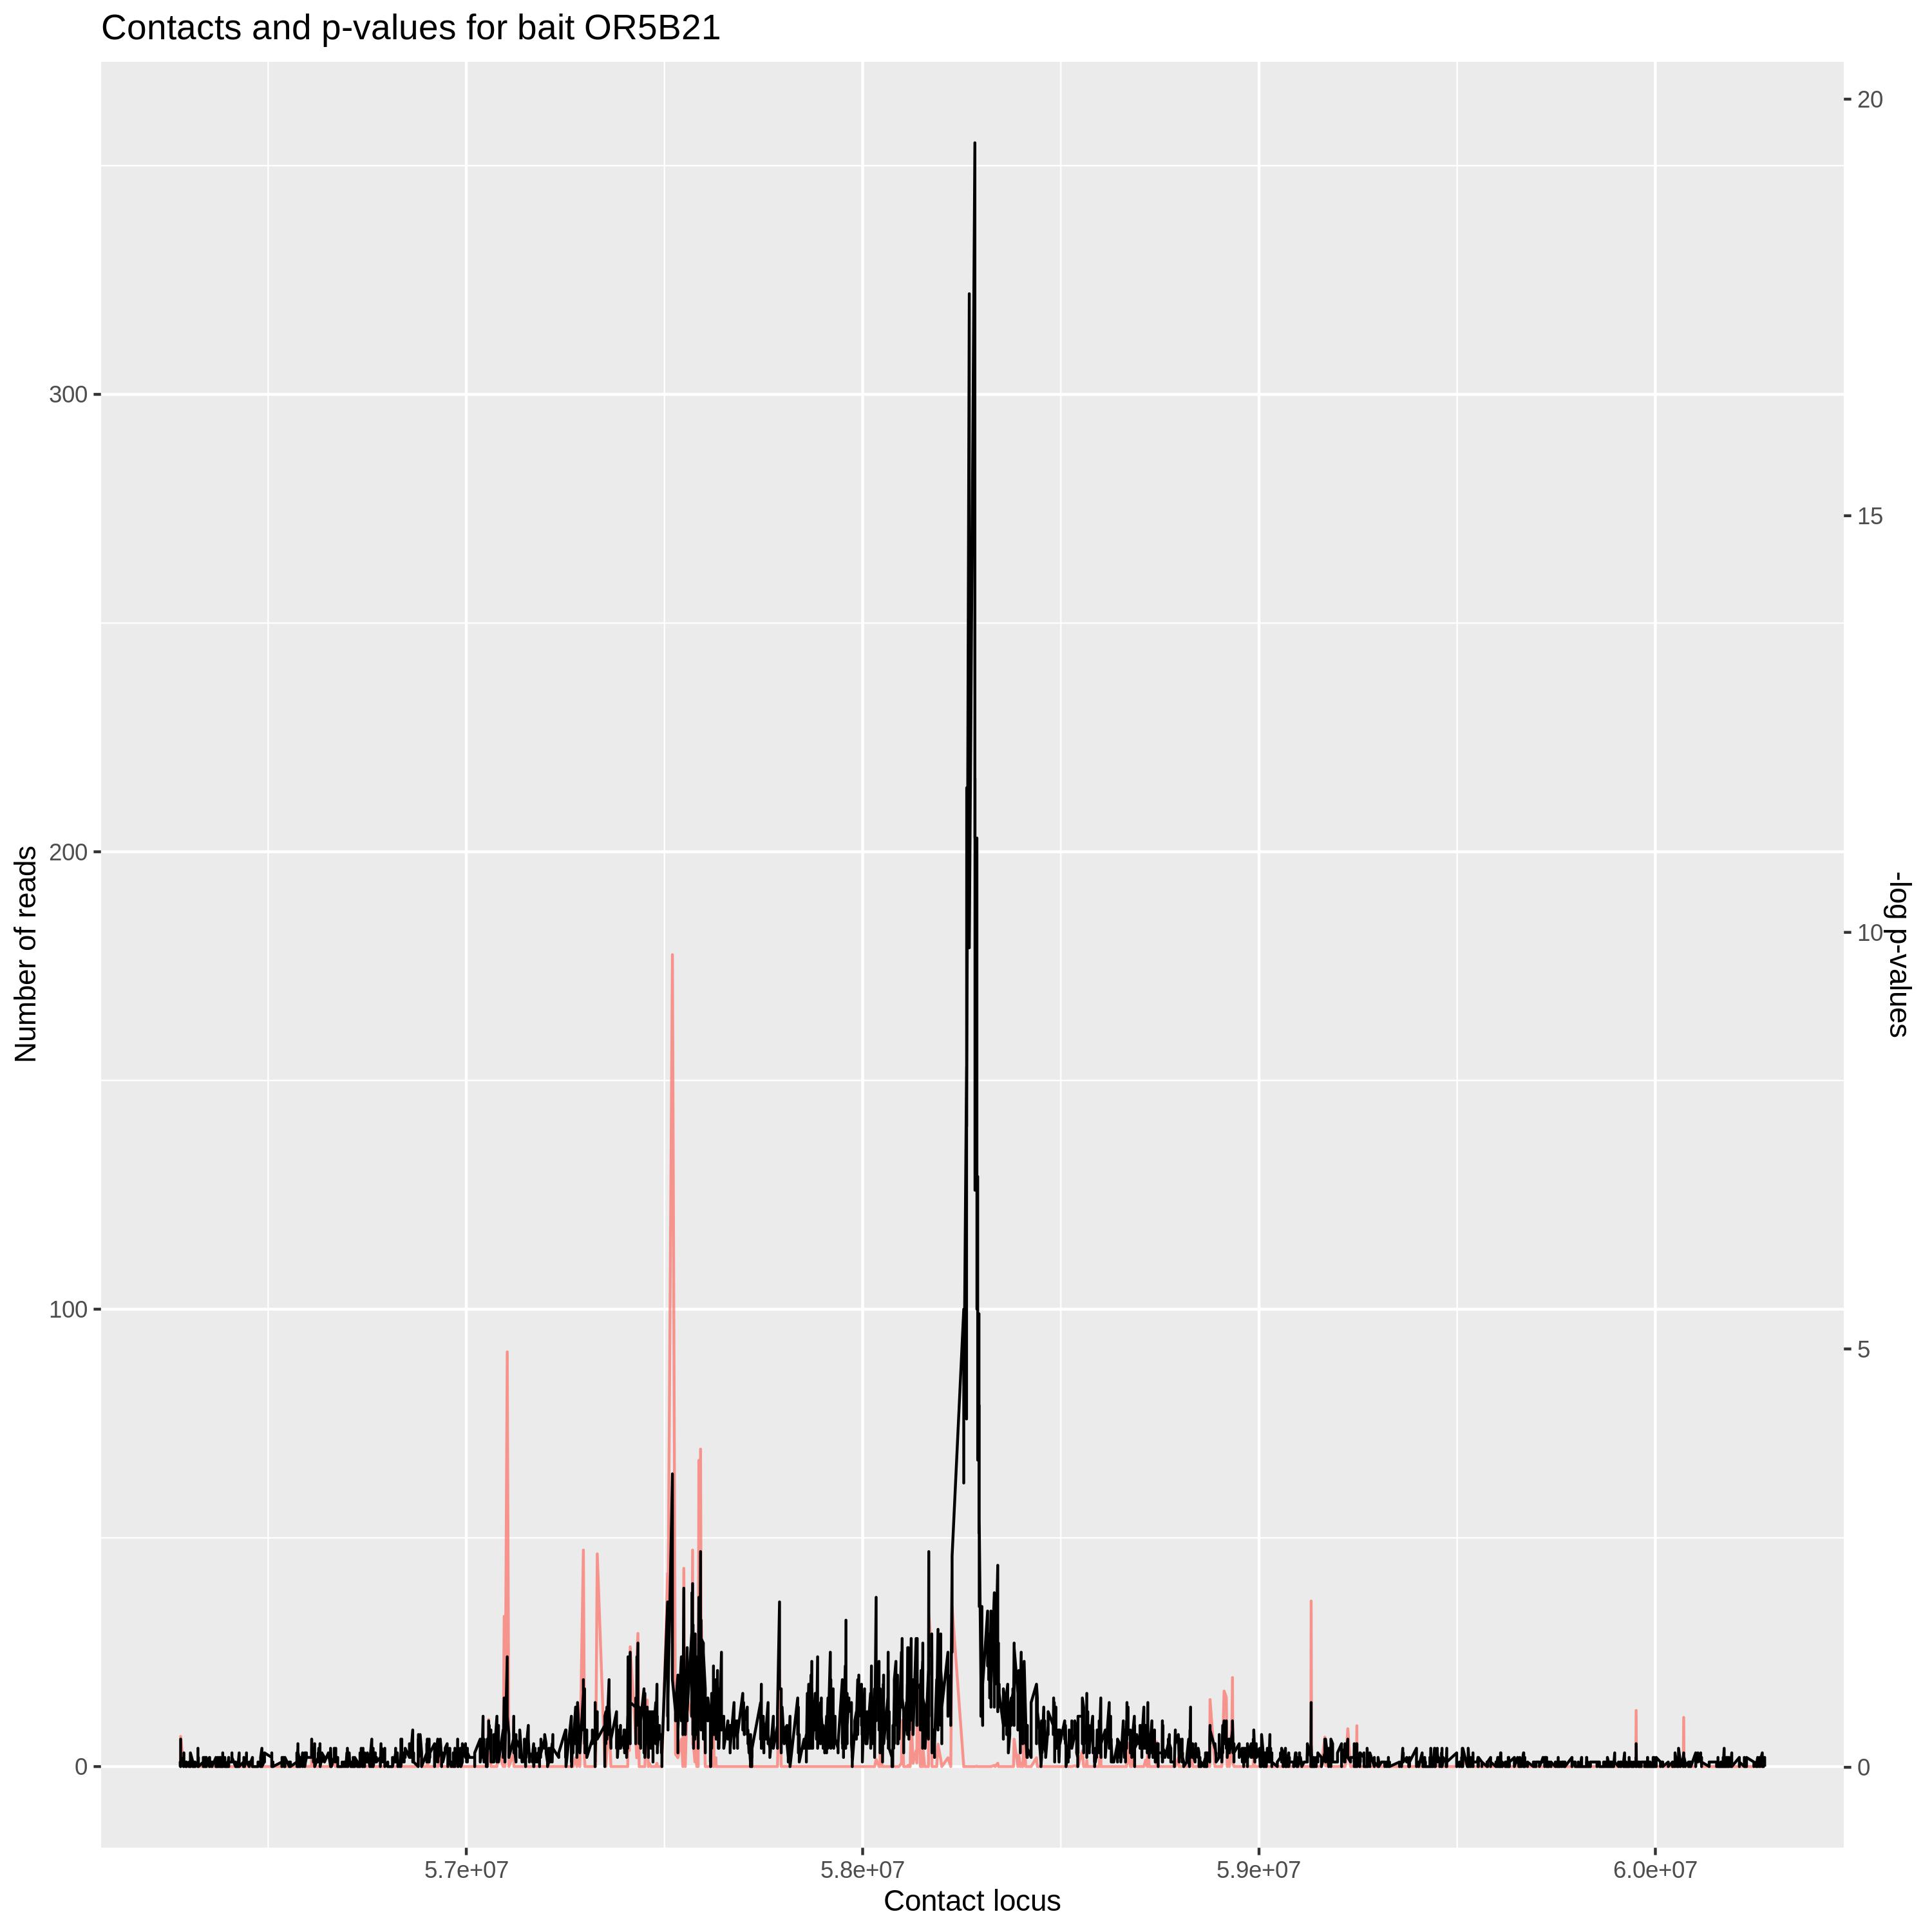 Contacts and p-values for bait OR5B21
20
300
15
200
10
100
5
0
0
Number of reads
-log p-values
5.7e+07
5.8e+07
5.9e+07
6.0e+07
Contact locus